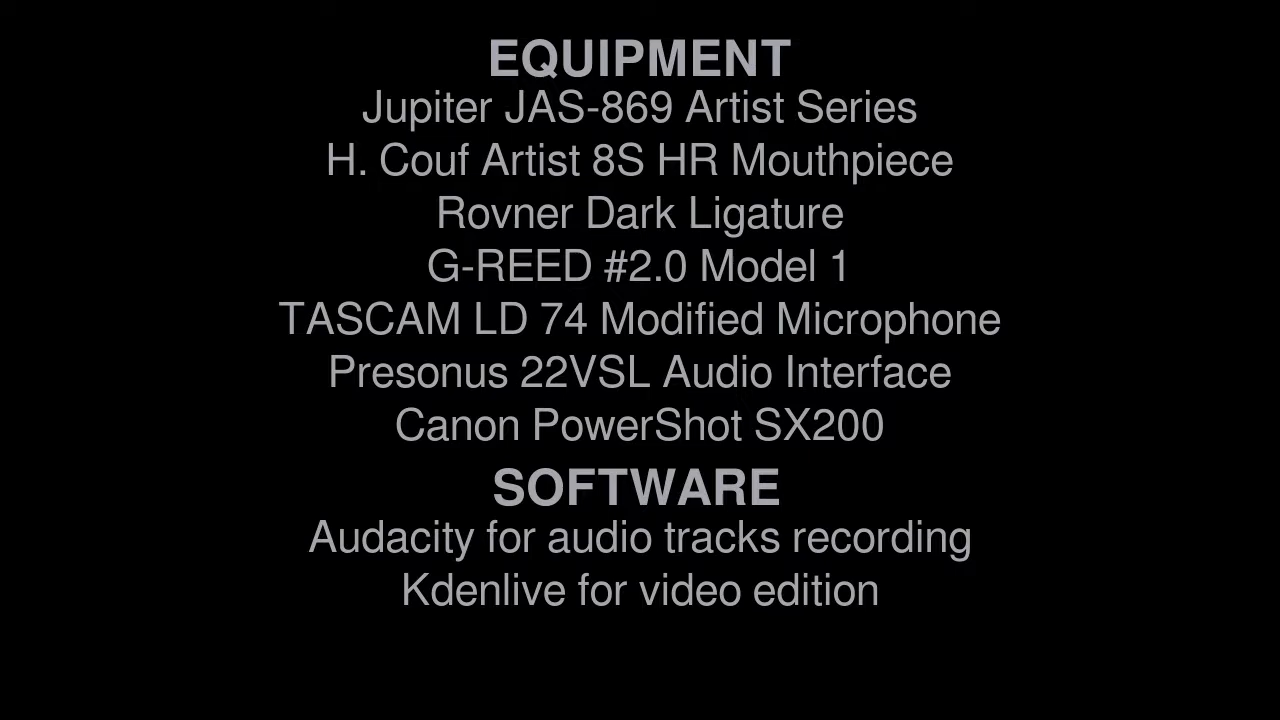 EQUIPMENT
Jupiter JAS-869 Artist Series
H. Couf Artist 8S HR Mouthpiece
Rovner Dark Ligature
G-REED #2.0 Model 1
TASCAM LD 74 Modified Microphone
Presonus 22VSL Audio Interface
Canon PowerShot SX200
SOFTWARE
Audacity for audio tracks recording
Kdenlive for video edition